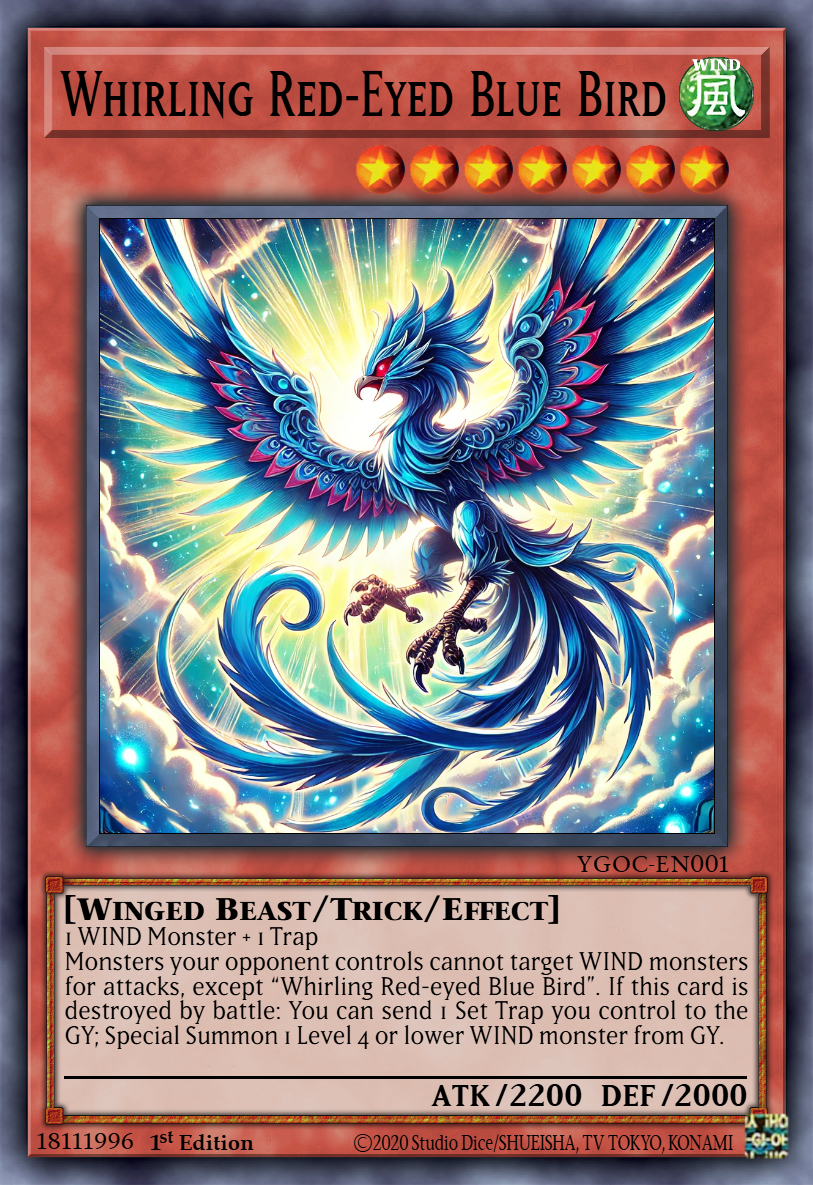 WHIRLING RED-EYED BLUE BIRD
WIND
風
YGOC-EN001
[WINGED BEAST/TRICK/EFFECT]
1 WIND Monster + 1 Trap
Monsters your opponent controls cannot target WIND monsters
for attacks, except “Whirling Red-eyed Blue Bird”. If this card is
destroyed by battle: You can send 1 Set Trap you control to the
GY; Special Summon 1 Level 4 or lower WIND monster from GY.
ATK/2200 DEF/2000
18111996 1st Edition ©2020 Studio Dice/SHUEISHA, TV TOKYO, KONAMI